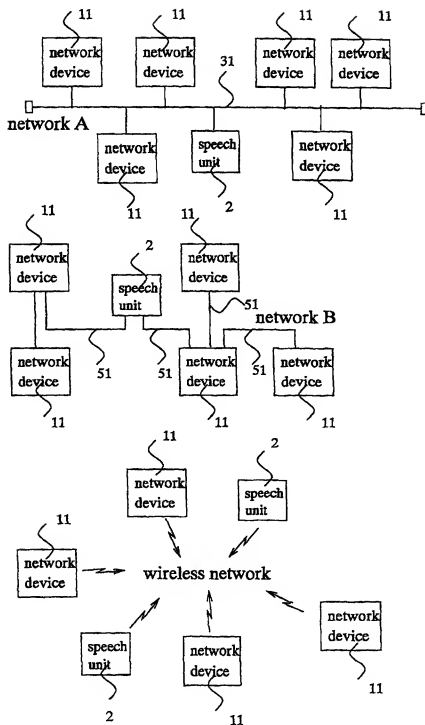 11 11 11 11
network device network device network device network device
31
network A
network device speech unit network device
11 2 11
11 2 11
network device speech unit network device
51 network B
51 51 51
network device network device network device
11 11 11
11 2
network device speech unit
11
network device
wireless network
network device
speech unit network device
11
2 11